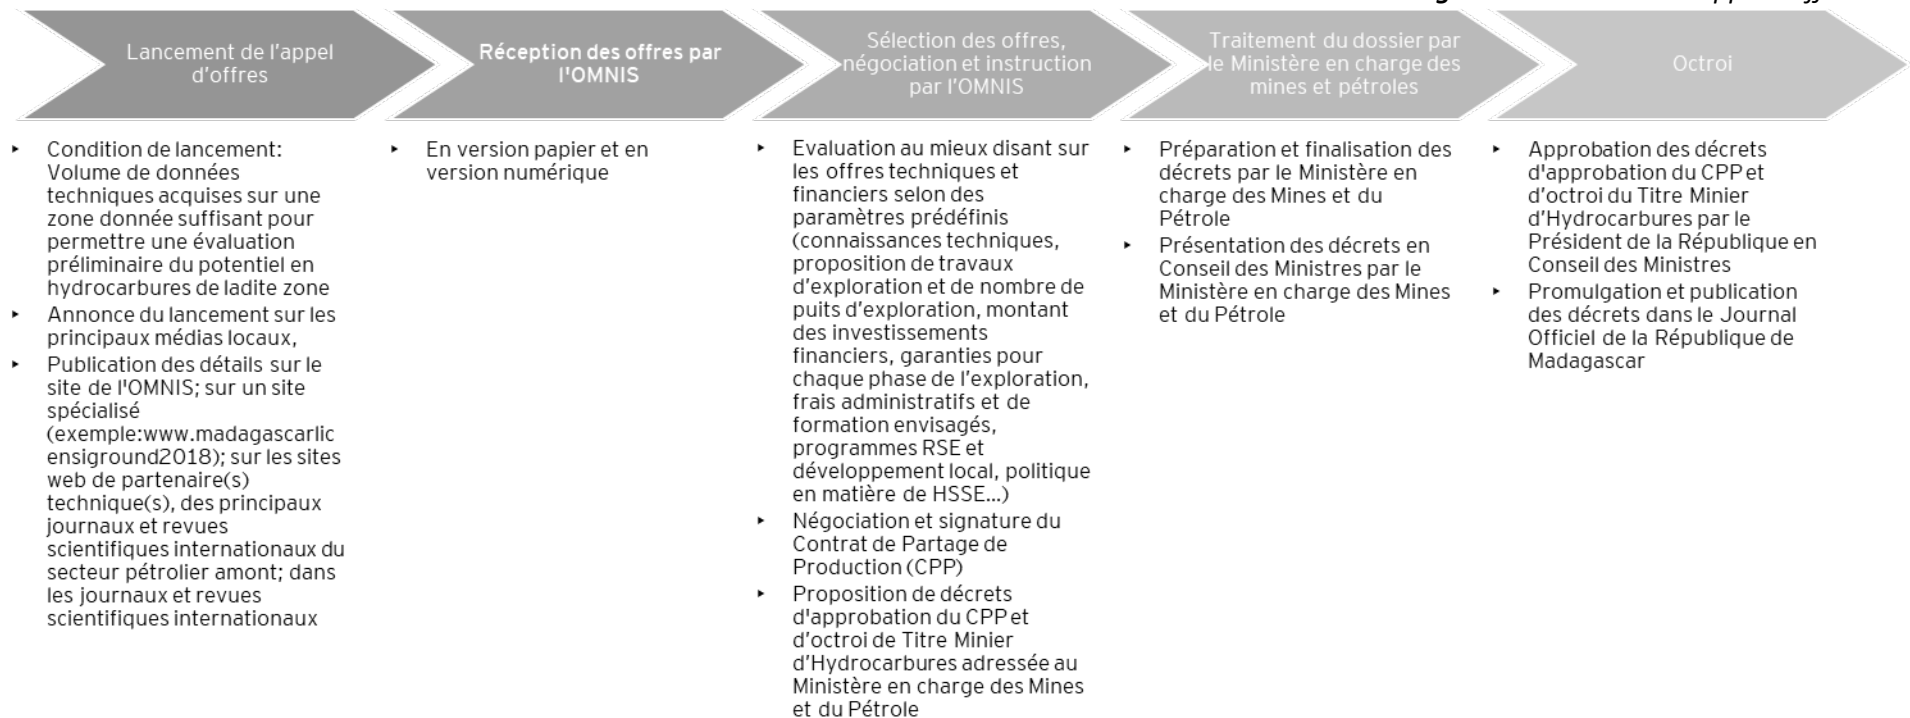 Lancement de l'appel
d'offres
Réception des offres par
l'OMNIS
Sélection des offres,
négociation et instruction
par l'OMNIS
Traitement du dossier par
le Ministère en charge des
mines et pétroles
Octroi
‣ Condition de lancement:
Volume de données
techniques acquises sur une
zone donnée suffisant pour
permettre une évaluation
préliminaire du potentiel en
hydrocarbures de ladite zone
‣ Annonce du lancement sur les
principaux médias locaux,
‣ Publication des détails sur le
site de l'OMNIS; sur un site
spécialisé
(exemple:www.madagascarlic
ensiground2018); sur les sites
web de partenaire(s)
technique(s), des principaux
journaux et revues
scientifiques internationaux du
secteur pétrolier amont; dans
les journaux et revues
scientifiques internationaux
‣ En version papier et en
version numérique
‣ Evaluation au mieux disant sur
les offres techniques et
financiers selon des
paramètres prédéfinis
(connaissances techniques,
proposition de travaux
d'exploration et de nombre de
puits d'exploration, montant
des investissements
financiers, garanties pour
chaque phase de l'exploration,
frais administratifs et de
formation envisagés,
programmes RSE et
développement local, politique
en matière de HSSE...)
‣ Négociation et signature du
Contrat de Partage de
Production (CPP)
‣ Proposition de décrets
d'approbation du CPP et
d'octroi de Titre Minier
d'Hydrocarbures adressée au
Ministère en charge des Mines
et du Pétrole
‣ Préparation et finalisation des
décrets par le Ministère en
charge des Mines et du
Pétrole
‣ Présentation des décrets en
Conseil des Ministres par le
Ministère en charge des Mines
et du Pétrole
‣ Approbation des décrets
d'approbation du CPP et
d'octroi du Titre Minier
d'Hydrocarbures par le
Président de la République en
Conseil des Ministres
‣ Promulgation et publication
des décrets dans le Journal
Officiel de la République de
Madagascar